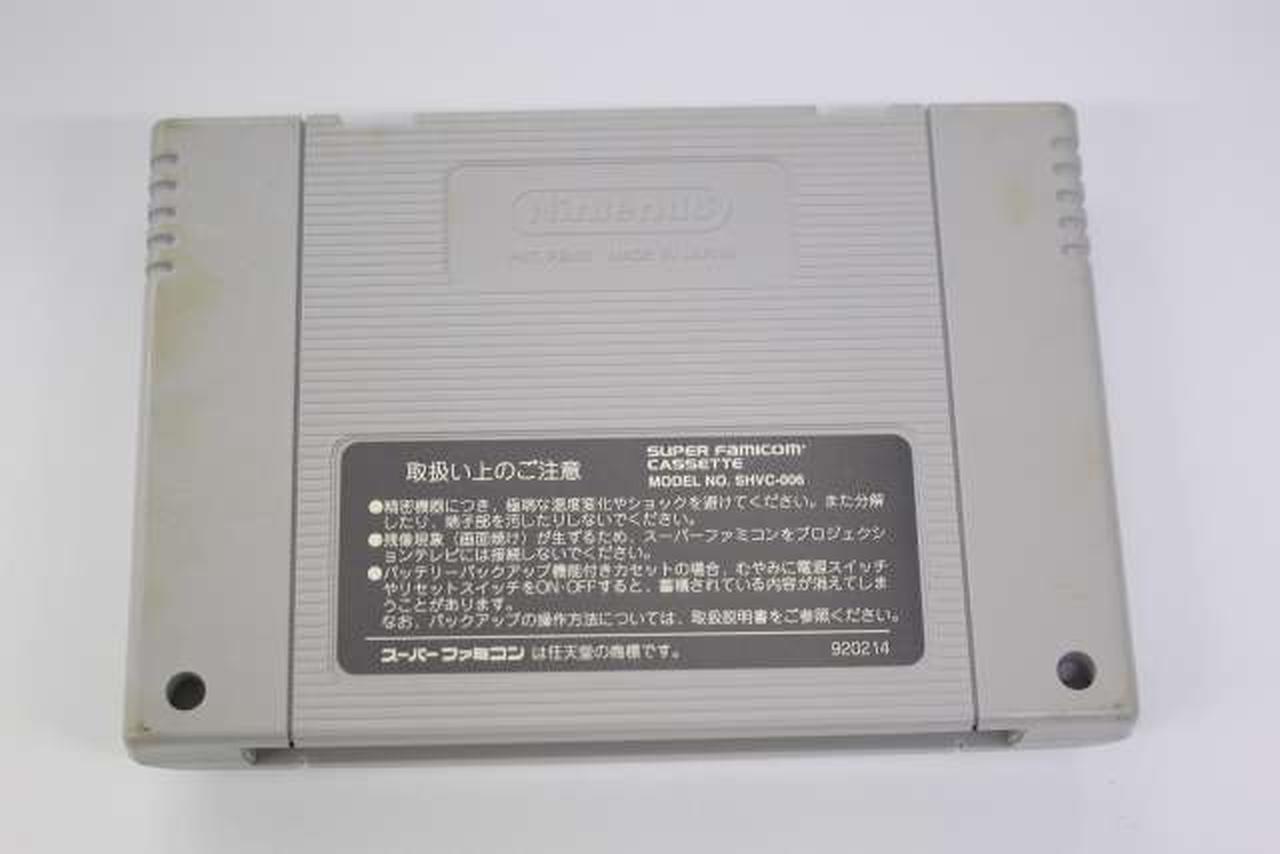 Nintendo
MADE IN JAPAN
取扱い上のご注意
SUPER FAMICOM
CASSETTE
MODEL NO. SHVC-006
●精密機器につき、極端な温度変化やショックを避けてください。また分解
したり、端子部を汚したりしないでください。
●残像現象（画面焼け）が生ずるため、スーパーファミコンをプロジェクシ
ョンテレビには接続しないでください。
●バッテリーバックアップ機能付きカセットの場合、むやみに電源スイッチ
やリセットスイッチをON・OFFすると、蓄積されている内容が消えてしま
うことがあります。
なお、バックアップの操作方法については、取扱説明書をご参照ください。
スーパーファミコン は任天堂の商標です。
920214